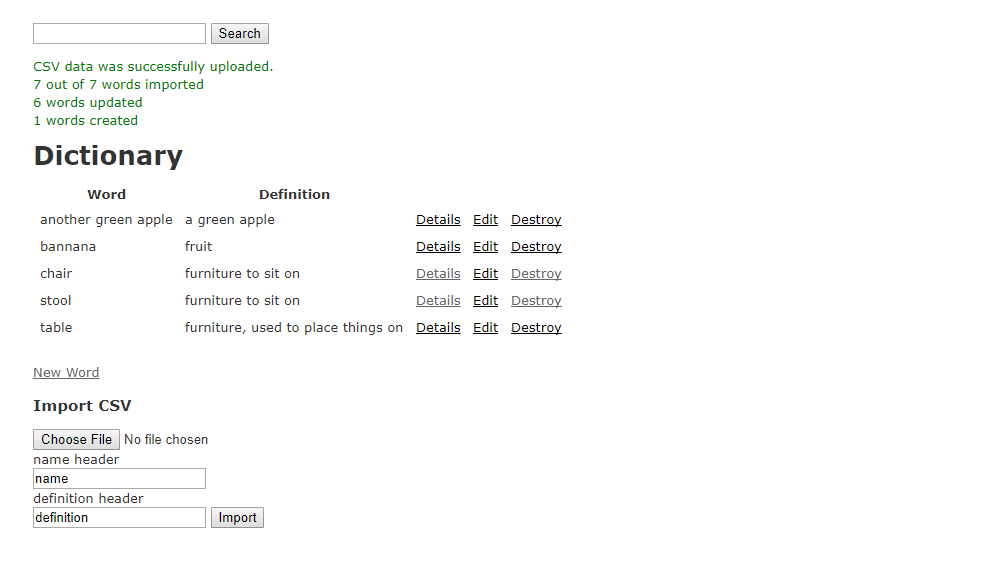 Search
CSV data was successfully uploaded.
7 out of 7 words imported
6 words updated
1 words created
Dictionary
Word Definition
another green apple a green apple Details Edit Destroy
bannana fruit Details Edit Destroy
chair furniture to sit on Details Edit Destroy
stool furniture to sit on Details Edit Destroy
table furniture, used to place things on Details Edit Destroy
New Word
Import CSV
Choose File No file chosen
name header
name
definition header
definition Import